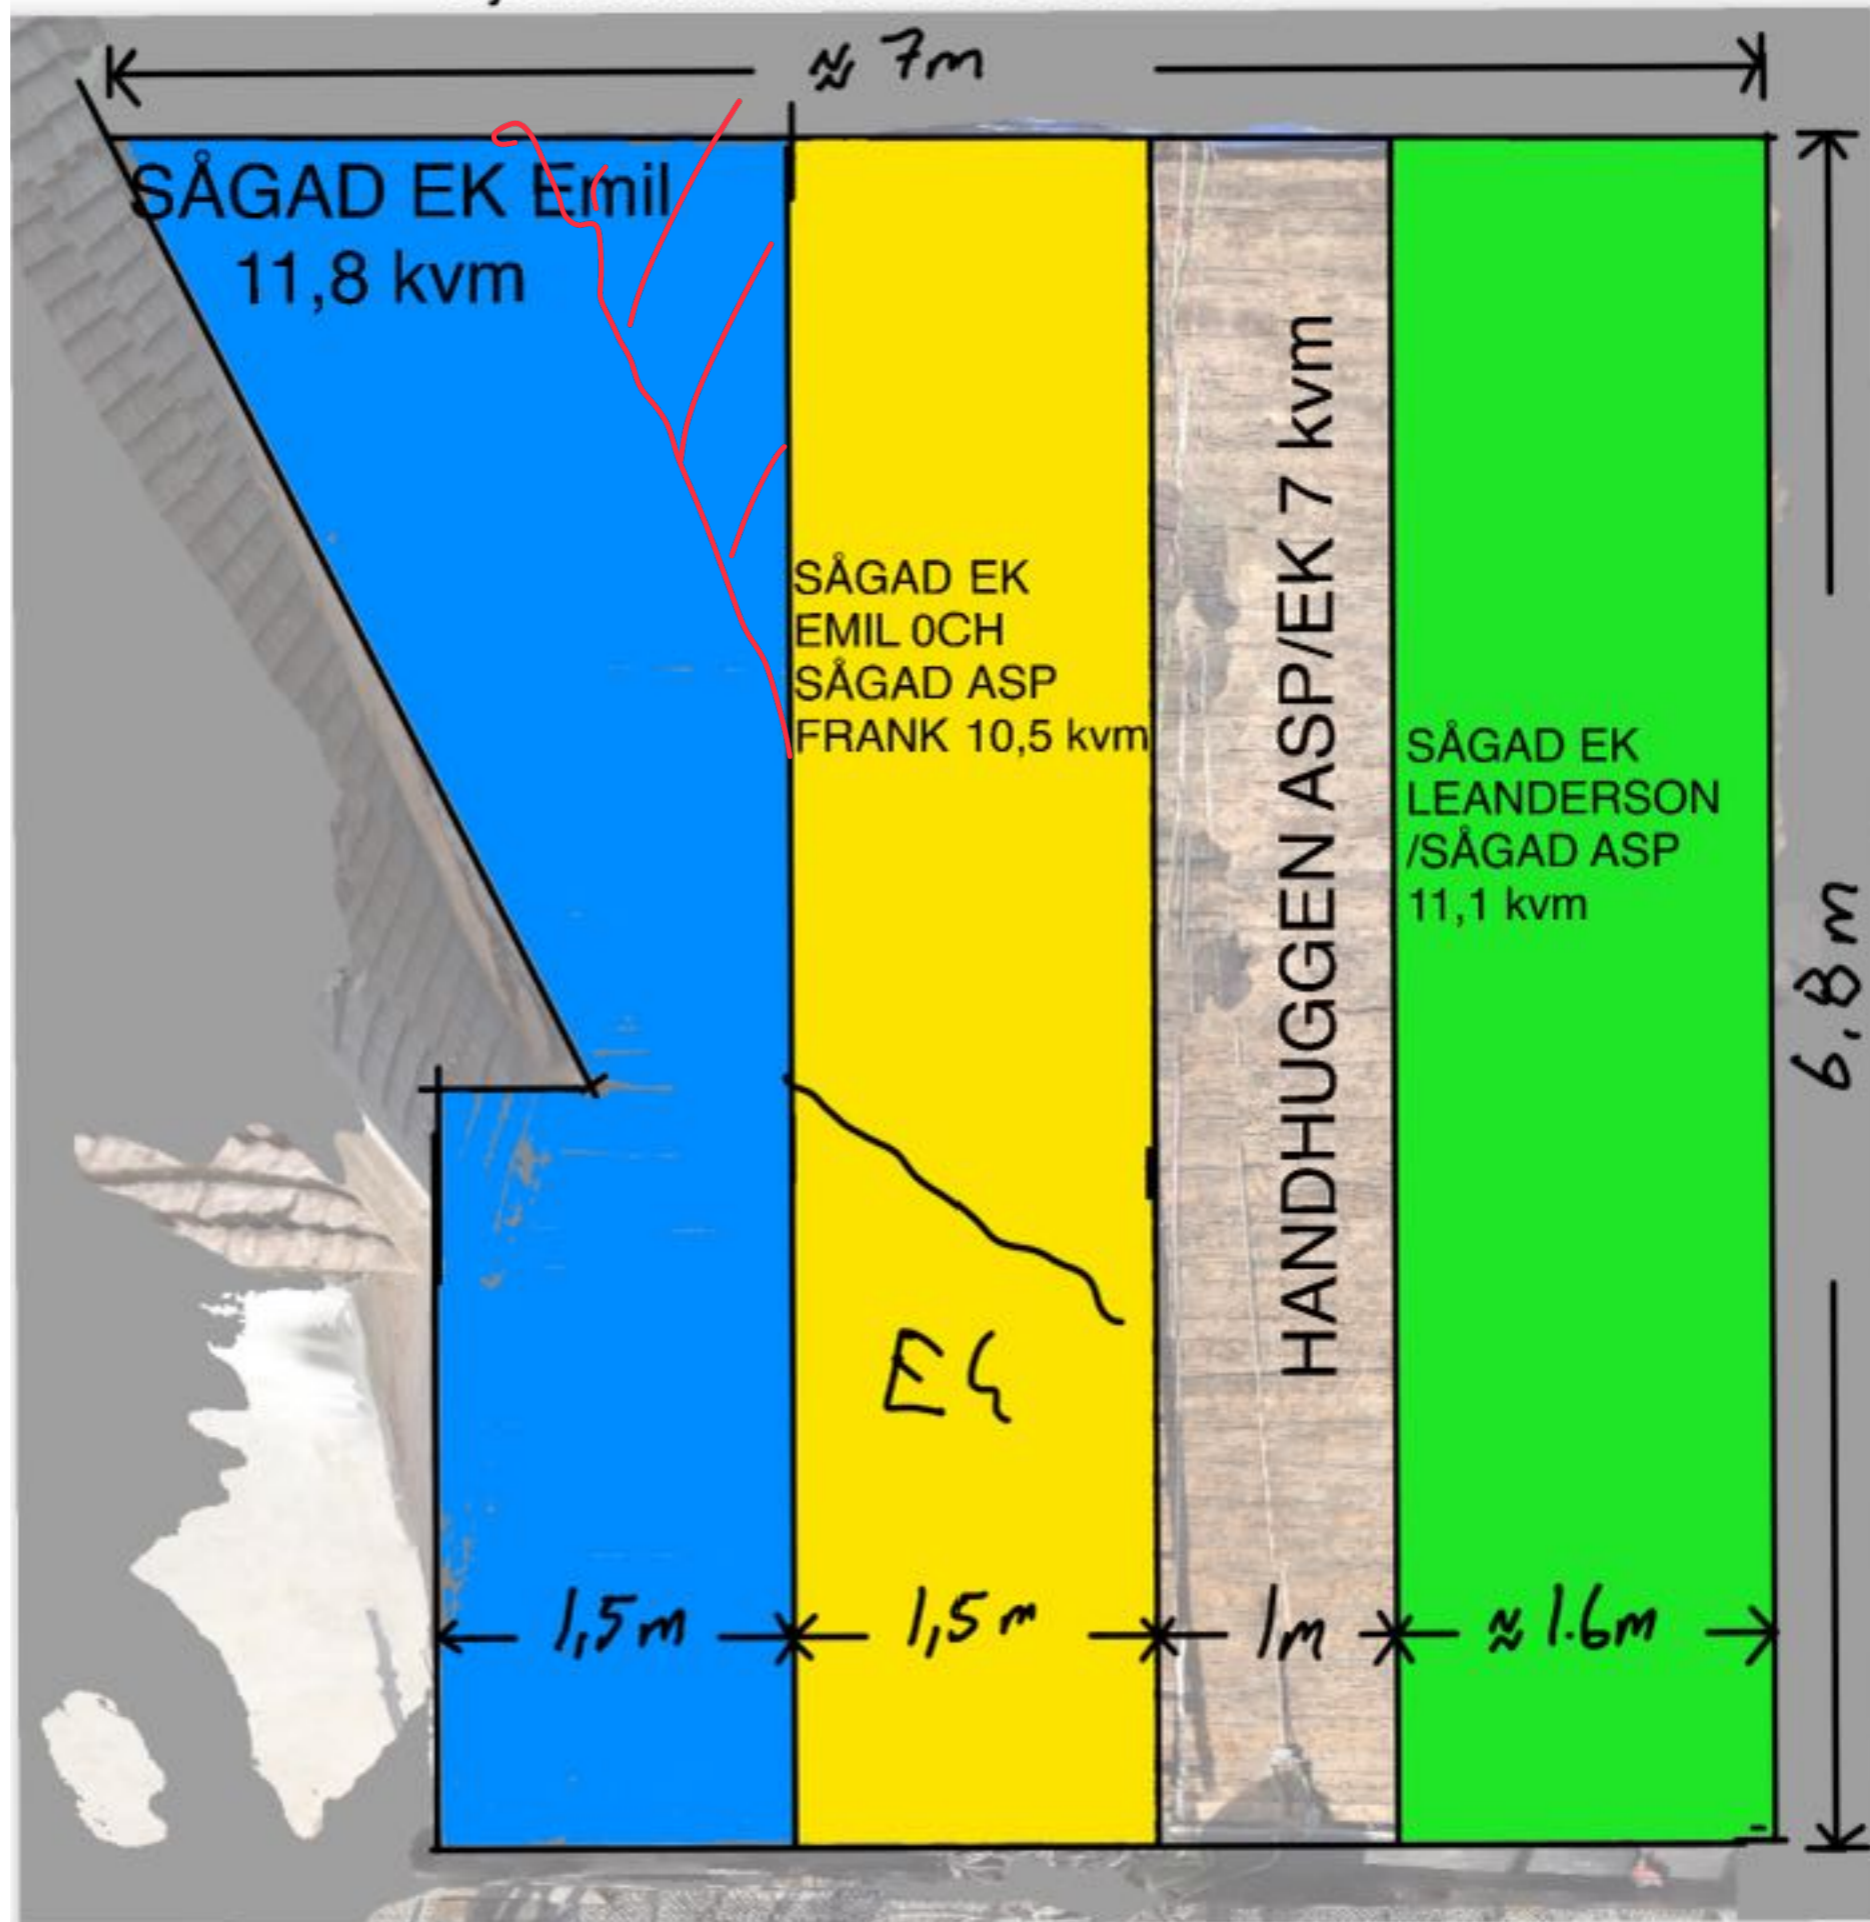 ≈ 7m
SÅGAD EK Emil
11,8 kvm
SÅGAD EK
EMIL 0CH
SÅGAD ASP
FRANK 10,5 kvm
HANDHUGGEN ASP/EK 7 kvm
SÅGAD EK
LEANDERSON
/SÅGAD ASP
11,1 kvm
6,8m
1,5m
1,5m
1m
≈ 1.6m